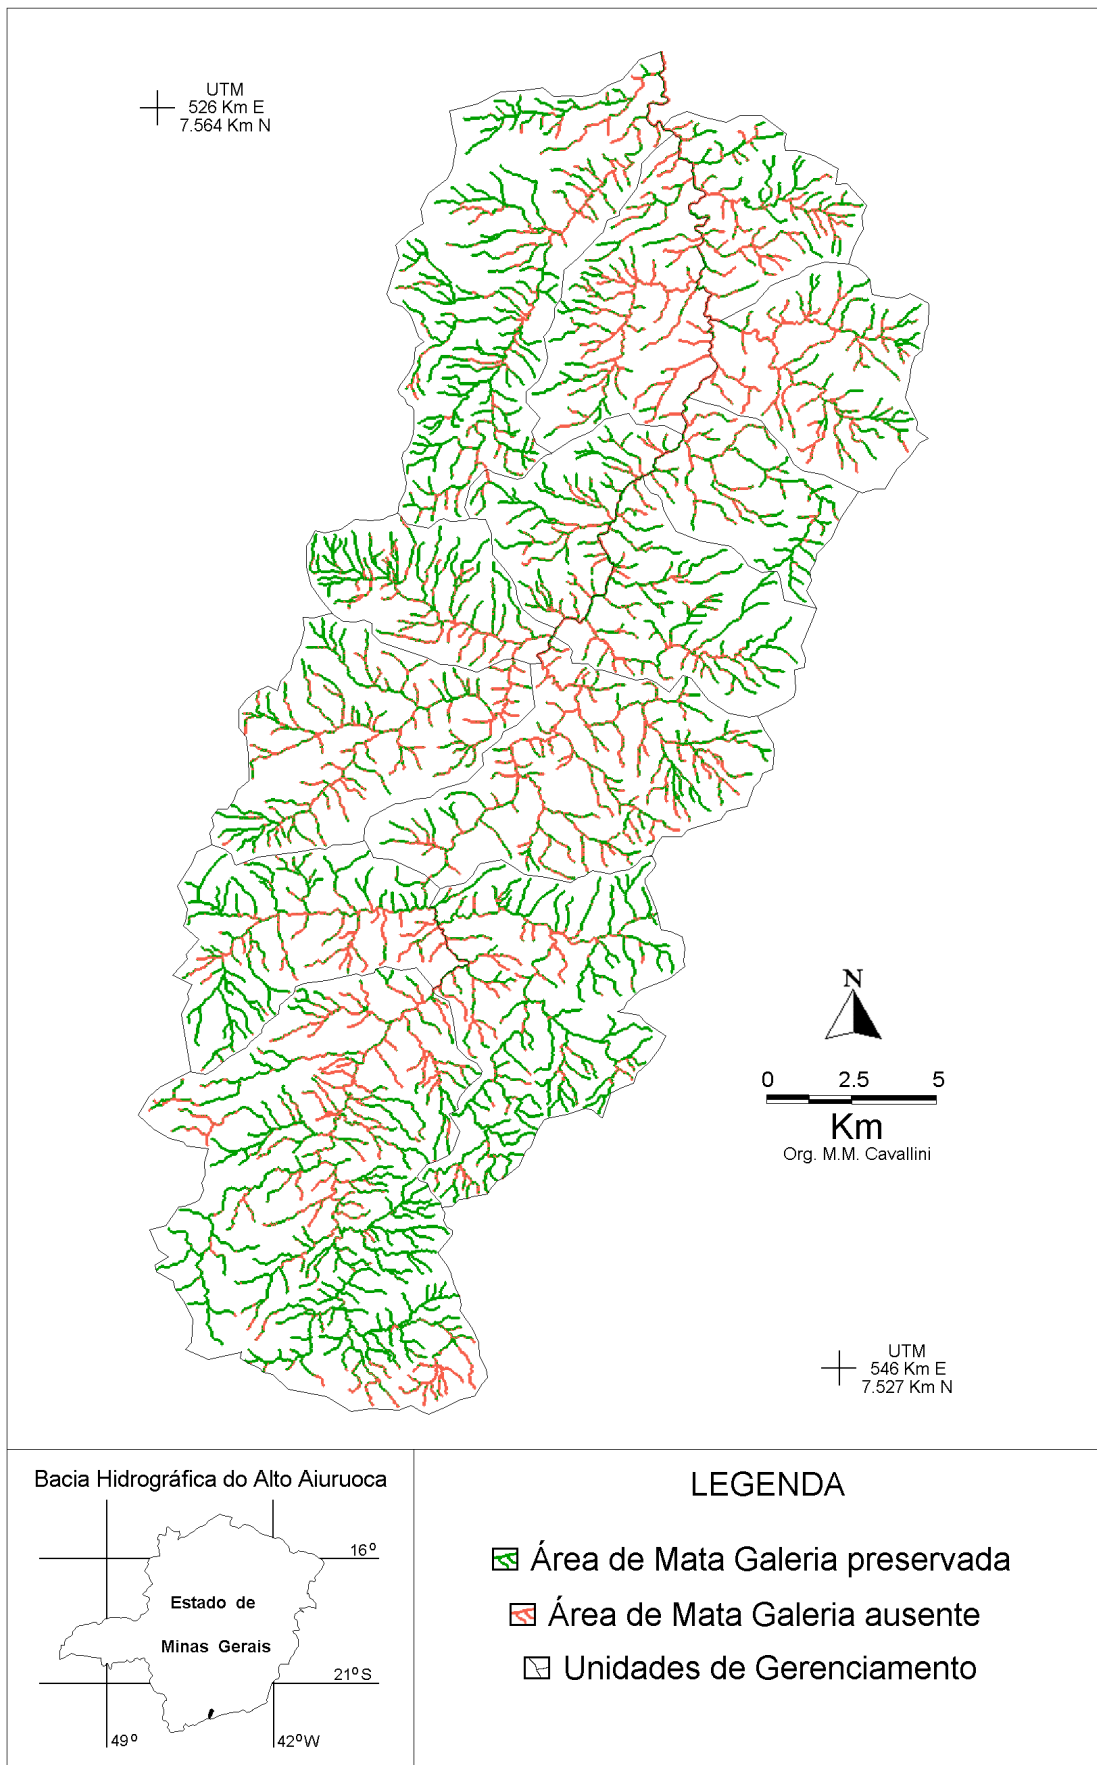 UTM
526 Km E
7.564 Km N
N
0 2.5 5
Km
Org. M.M. Cavallini
UTM
546 Km E
7.527 Km N
Bacia Hidrográfica do Alto Aiuruoca
16º
Estado de
Minas Gerais
21ºS
49º
42ºW
LEGENDA
Área de Mata Galeria preservada
Área de Mata Galeria ausente
Unidades de Gerenciamento